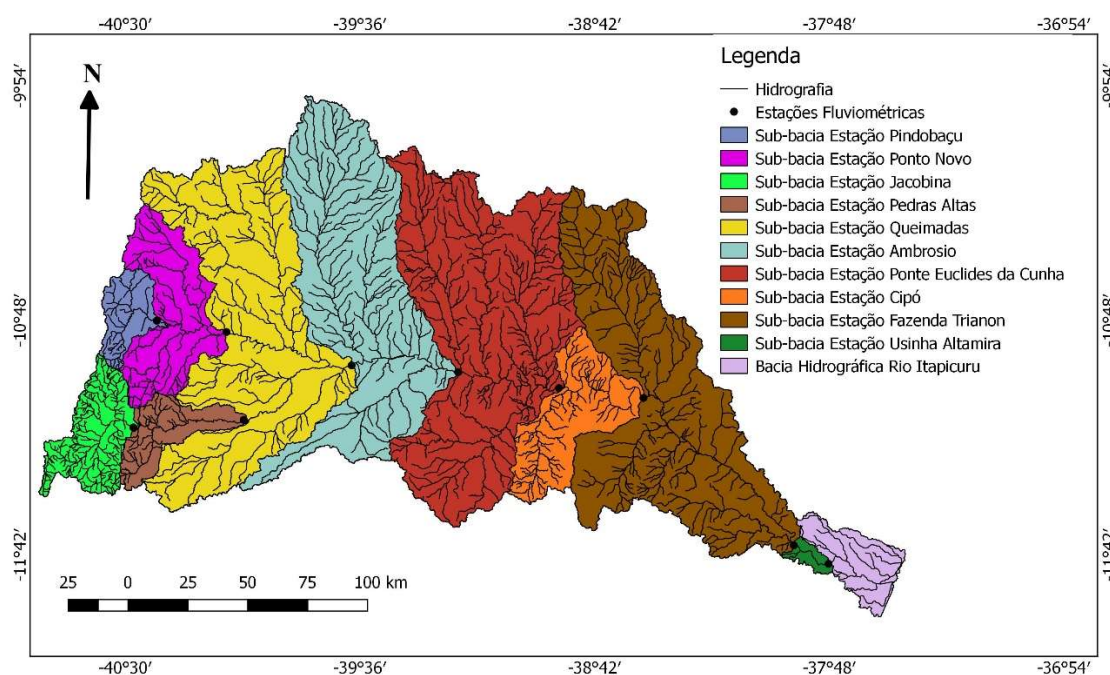 -40°30′ -39°36′ -38°42′ -37°48′ -36°54′
-9°54′ -9°54′
N
Legenda
Hidrografia
Estações Fluviométricas
Sub-bacia Estação Pindobaçu
Sub-bacia Estação Ponto Novo
Sub-bacia Estação Jacobina
Sub-bacia Estação Pedras Altas
Sub-bacia Estação Queimadas
Sub-bacia Estação Ambrosio
Sub-bacia Estação Ponte Euclides da Cunha
Sub-bacia Estação Cipó
Sub-bacia Estação Fazenda Trianon
Sub-bacia Estação Usinha Altamira
Bacia Hidrográfica Rio Itapicuru
-10°48′ -10°48′
-11°42′ -11°42′
25 0 25 50 75 100 km
-40°30′ -39°36′ -38°42′ -37°48′ -36°54′